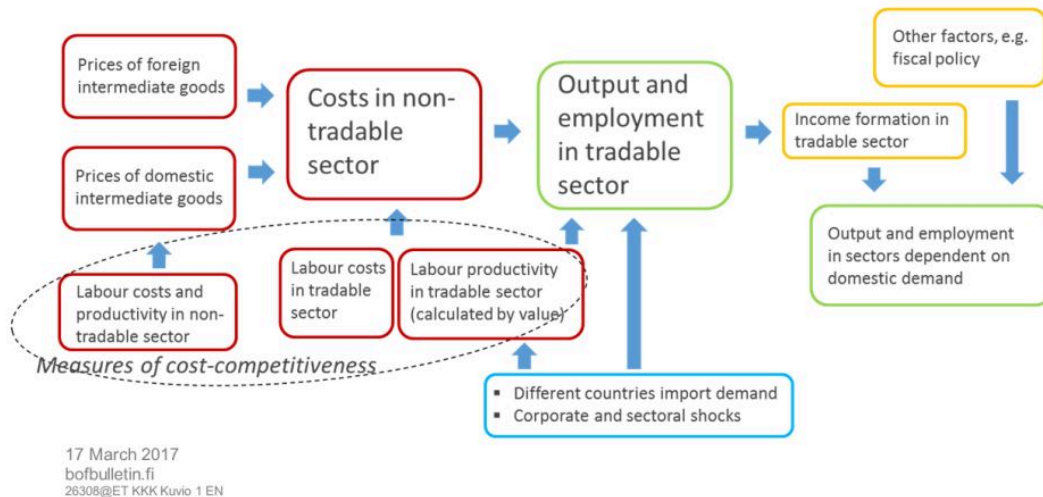 Prices of foreign
intermediate goods
Prices of domestic
intermediate goods
Costs in non-
tradable
sector
Output and
employment
in tradable
sector
Other factors, e.g.
fiscal policy
Income formation in
tradable sector
Output and employment
in sectors dependent on
domestic demand
Labour costs and
productivity in non-
tradable sector
Labour costs
in tradable
sector
Labour productivity
in tradable sector
(calculated by value)
Measures of cost-competitiveness
▪ Different countries import demand
▪ Corporate and sectoral shocks
17 March 2017
bofbulletin.fi
26308@ET KKK Kuvio 1 EN